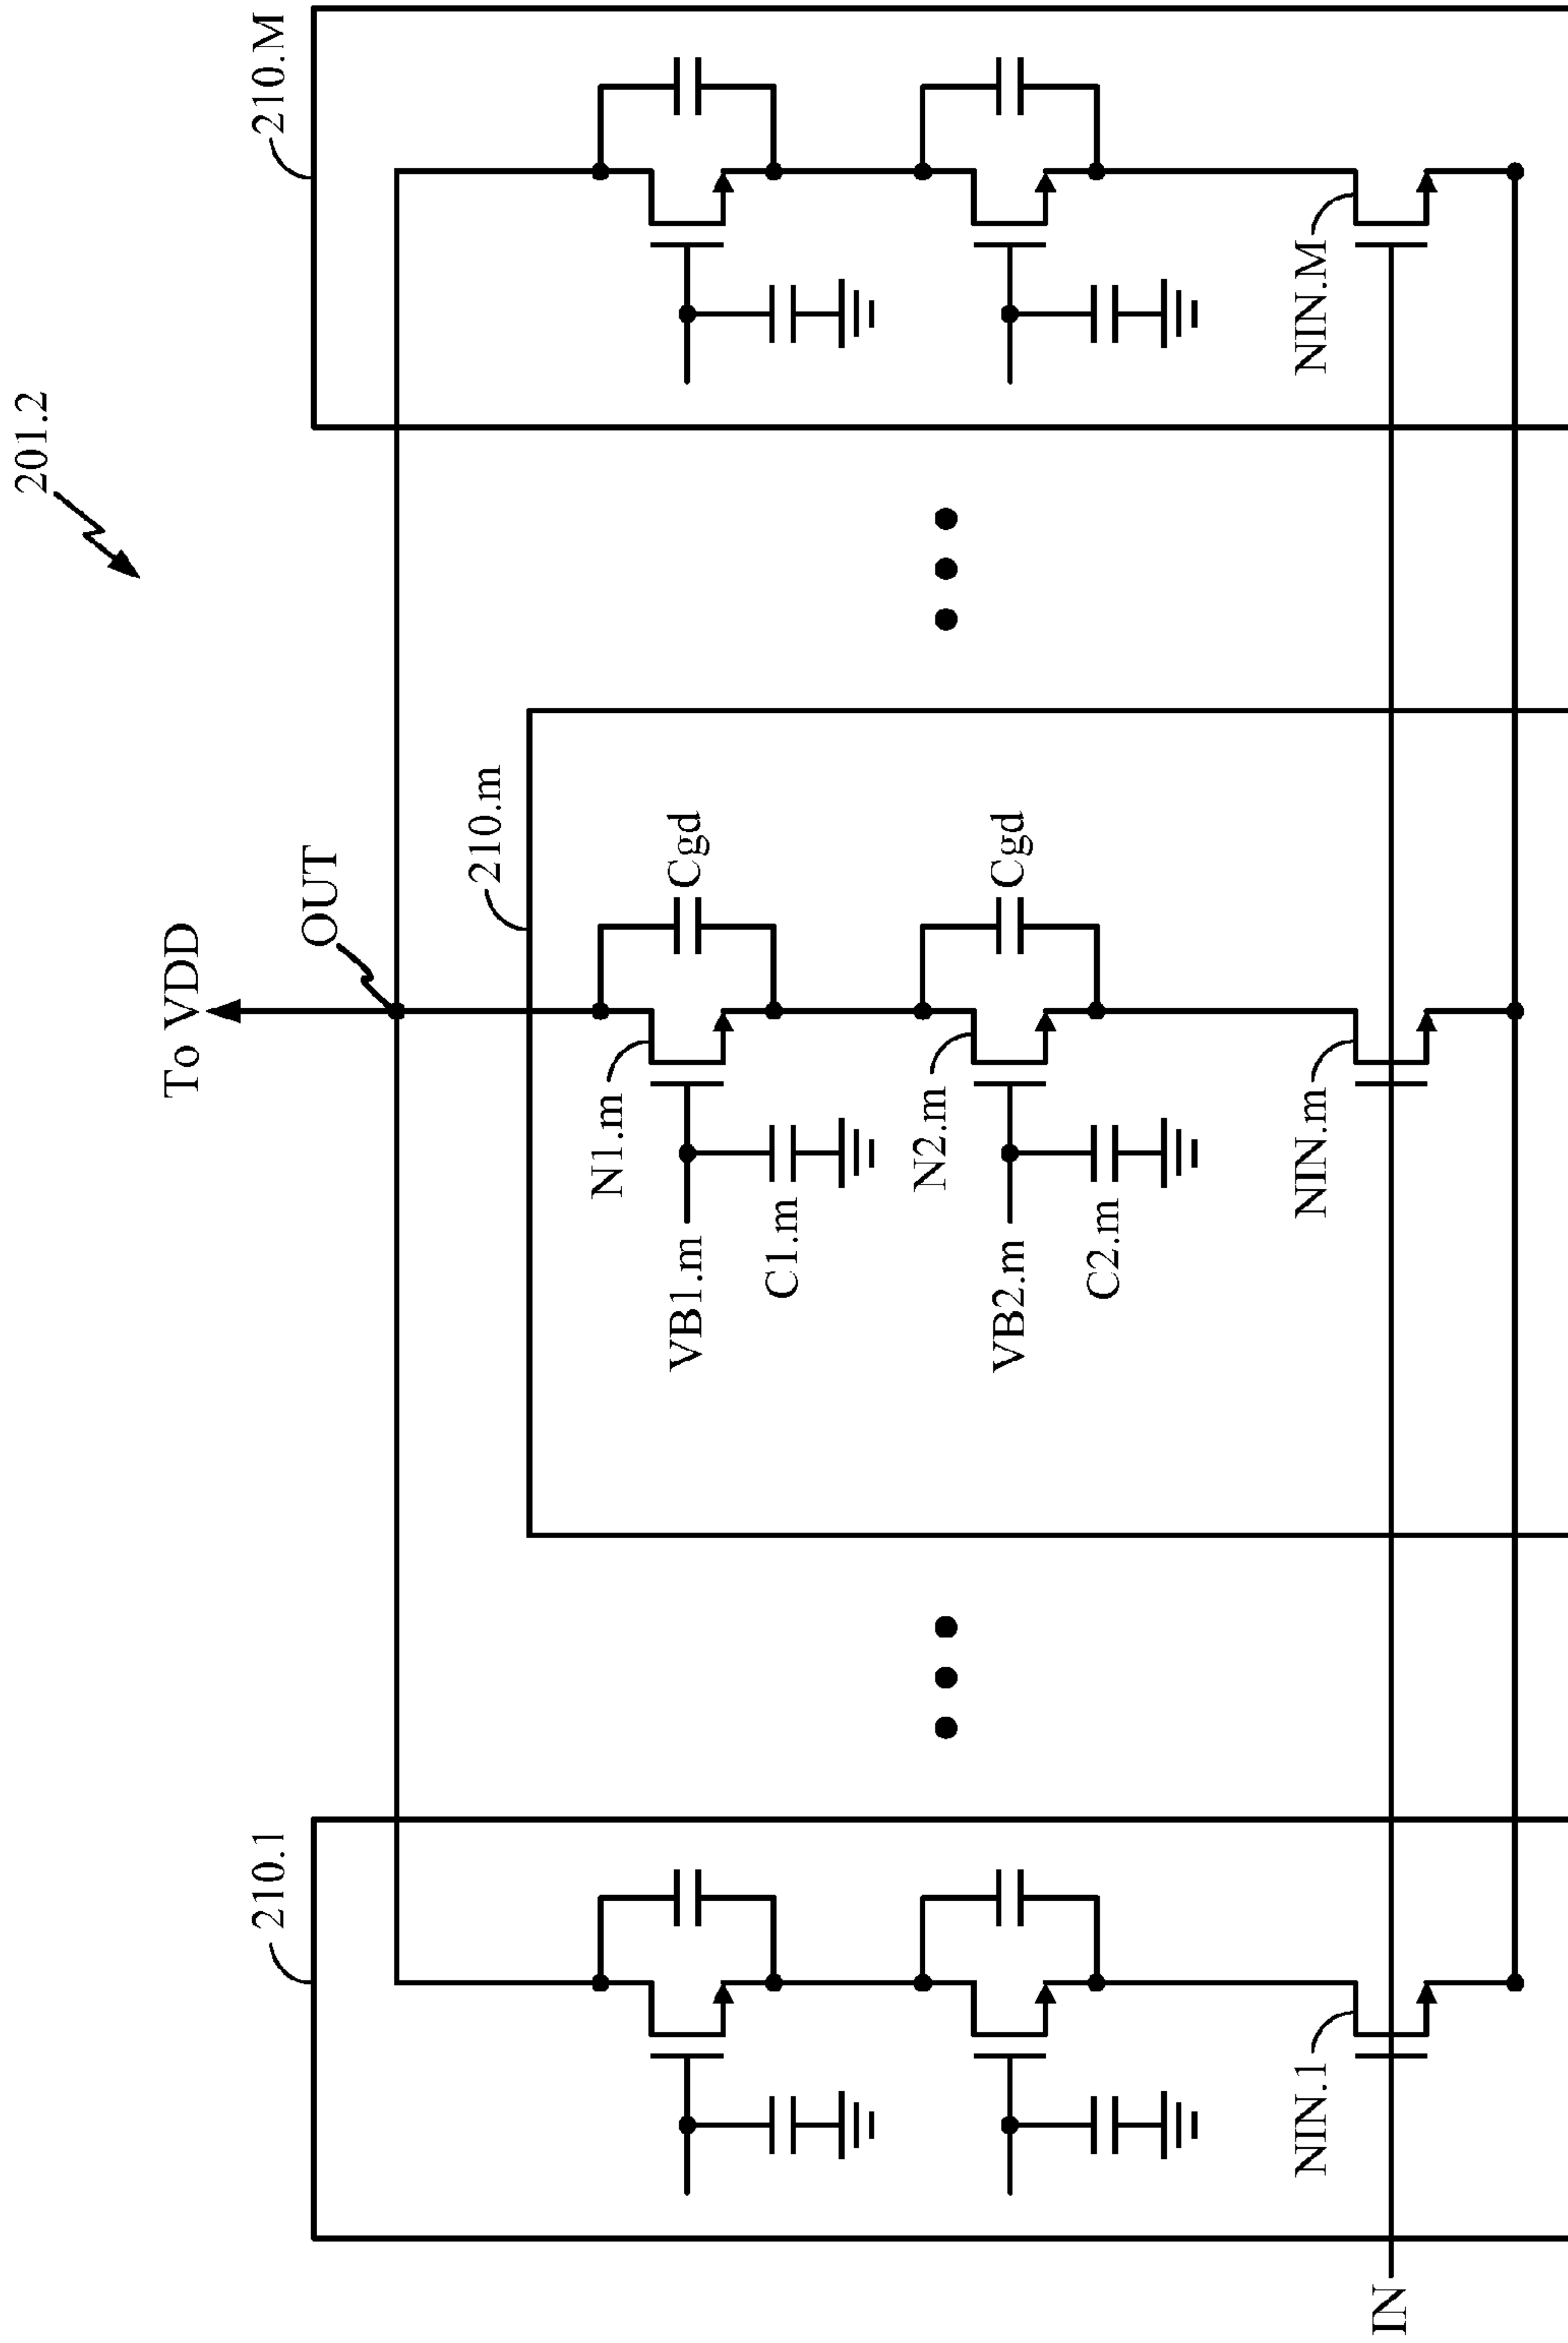 201.2
To VDD
OUT
210.1
210.m
210.M
N1.m
Cgd
VB1.m
C1.m
N2.m
Cgd
VB2.m
C2.m
NIN.1
NIN.m
NIN.M
IN